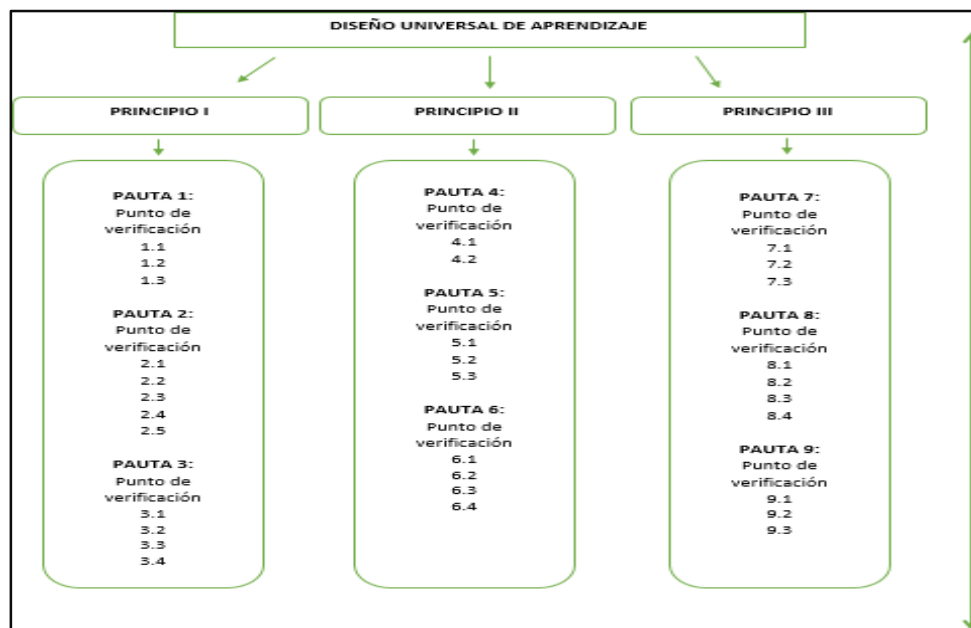 DISEÑO UNIVERSAL DE APRENDIZAJE
PRINCIPIO I
PRINCIPIO II
PRINCIPIO III
PAUTA 1:
Punto de
verificación
1.1
1.2
1.3
PAUTA 2:
Punto de
verificación
2.1
2.2
2.3
2.4
2.5
PAUTA 3:
Punto de
verificación
3.1
3.2
3.3
3.4
PAUTA 4:
Punto de
verificación
4.1
4.2
PAUTA 5:
Punto de
verificación
5.1
5.2
5.3
PAUTA 6:
Punto de
verificación
6.1
6.2
6.3
6.4
PAUTA 7:
Punto de
verificación
7.1
7.2
7.3
PAUTA 8:
Punto de
verificación
8.1
8.2
8.3
8.4
PAUTA 9:
Punto de
verificación
9.1
9.2
9.3